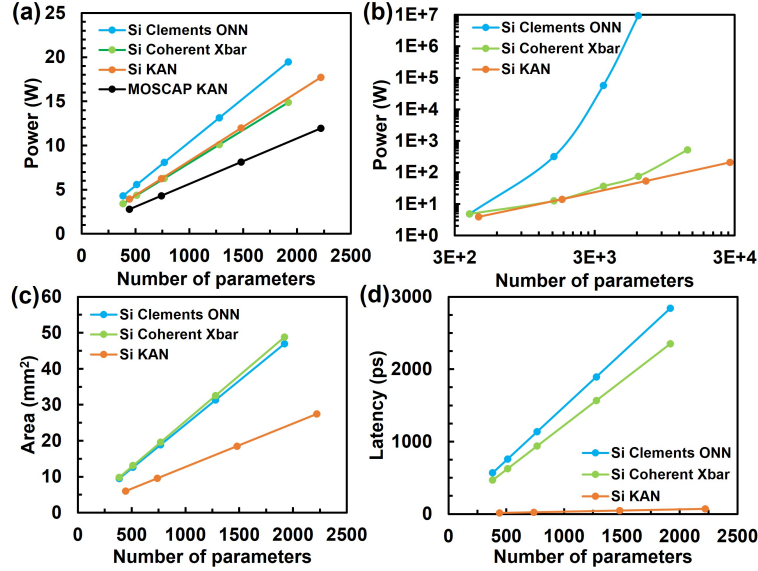 (a)
25
20
15
10
5
0
Power (W)
Si Clements ONN
Si Coherent Xbar
Si KAN
MOSCAP KAN
0 500 1000 1500 2000 2500
Number of parameters
(b)
1E+7
1E+6
1E+5
1E+4
1E+3
1E+2
1E+1
1E+0
Power (W)
Si Clements ONN
Si Coherent Xbar
Si KAN
3E+2 3E+3 3E+4
Number of parameters
(c)
60
50
40
30
20
10
0
Area (mm²)
Si Clements ONN
Si Coherent Xbar
Si KAN
0 500 1000 1500 2000 2500
Number of parameters
(d)
3000
2000
1000
0
Latency (ps)
Si Clements ONN
Si Coherent Xbar
Si KAN
0 500 1000 1500 2000 2500
Number of parameters